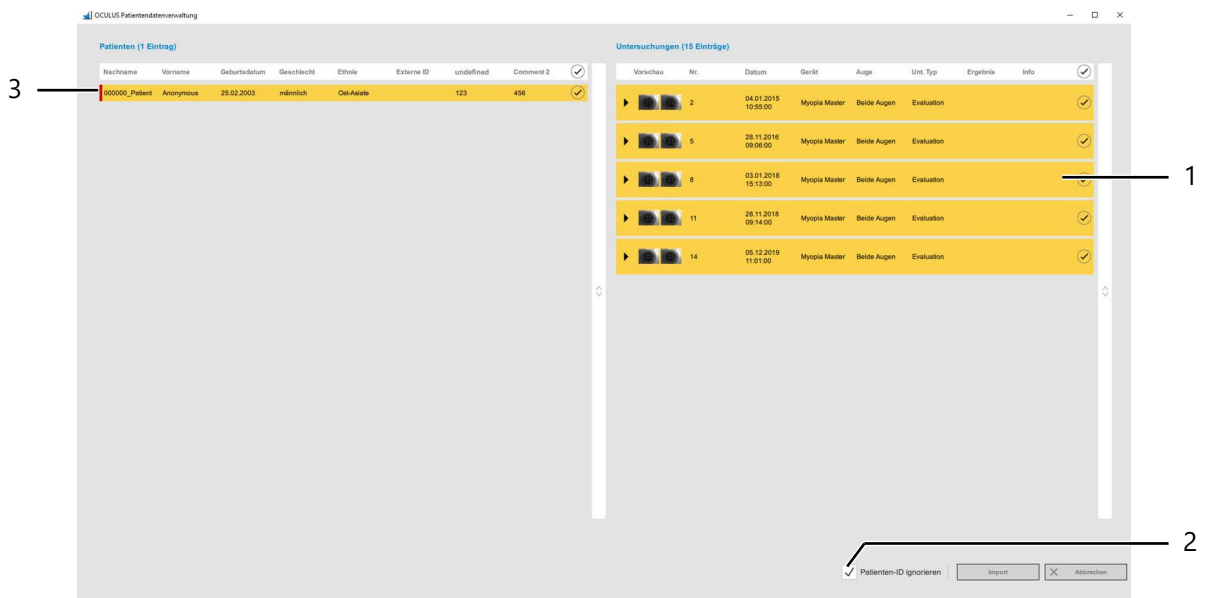 OCULUS Patientendatenverwaltung
Patienten (1 Eintrag)
Nachname Vorname Geburtsdatum Geschlecht Ethnie Externe ID undefined Comment 2
3
000000_Patient Anonymous 25.02.2003 männlich Ost-Asiate 123 456
Untersuchungen (15 Einträge)
Vorschau Nr. Datum Gerät Auge Unt. Typ Ergebnis Info
2 04.01.2015 10:55:00 Myopia Master Beide Augen Evaluation
5 28.11.2016 09:06:00 Myopia Master Beide Augen Evaluation
8 03.01.2018 15:13:00 Myopia Master Beide Augen Evaluation
1
11 28.11.2018 09:14:00 Myopia Master Beide Augen Evaluation
14 05.12.2019 11:01:00 Myopia Master Beide Augen Evaluation
2
Patienten-ID ignorieren Import Abbrechen